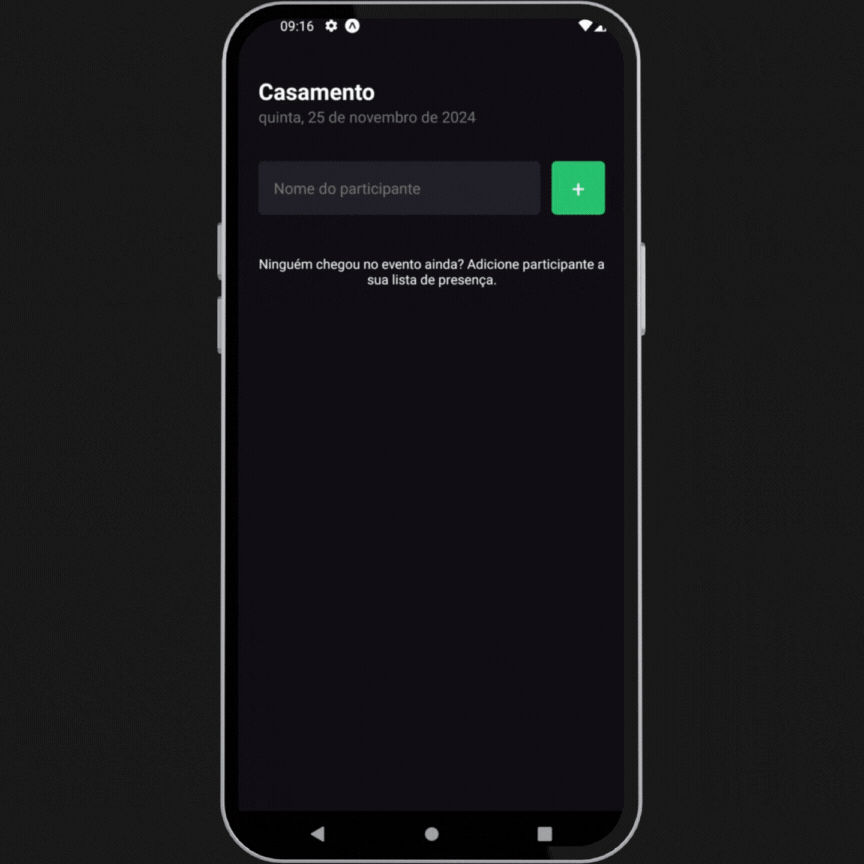 09:16
Casamento
quinta, 25 de novembro de 2024
Nome do participante
+
Ninguém chegou no evento ainda? Adicione participante a
sua lista de presença.